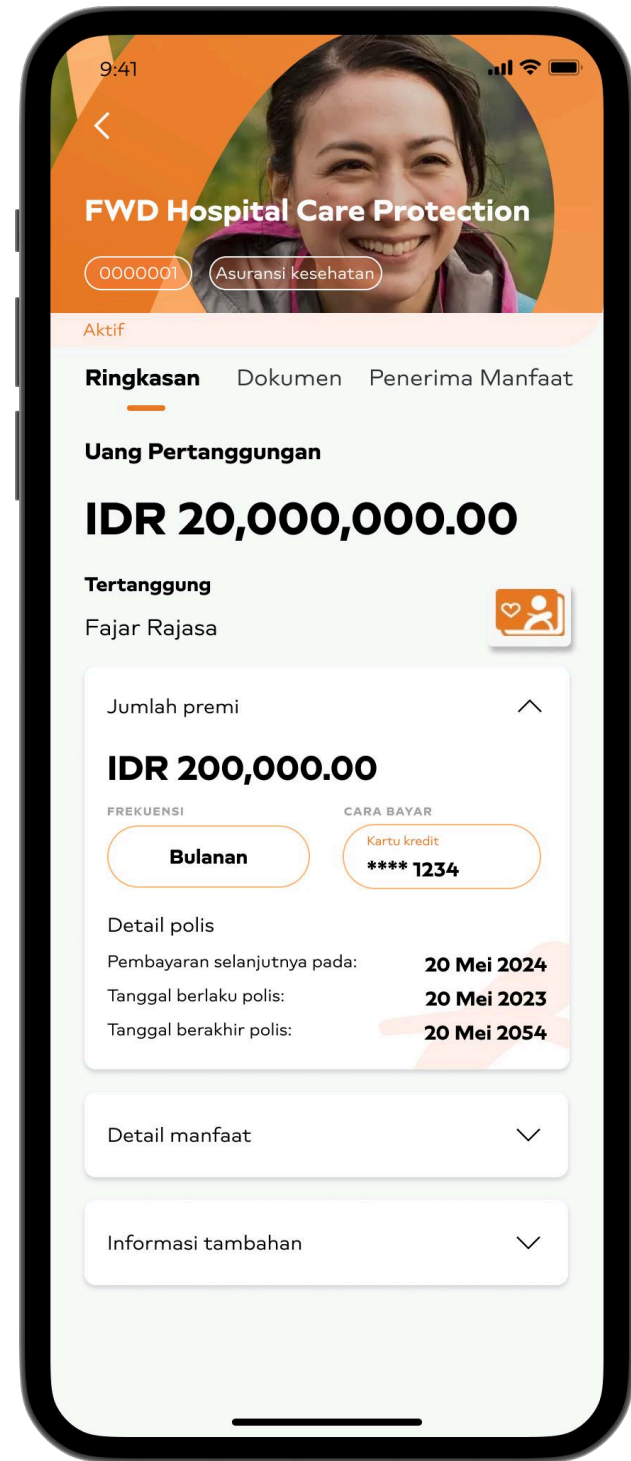 9:41
FWD Hospital Care Protection
0000001
Asuransi kesehatan
Aktif
Ringkasan Dokumen Penerima Manfaat
Uang Pertanggungan
IDR 20,000,000.00
Tertanggung
Fajar Rajasa
Jumlah premi
IDR 200,000.00
FREKUENSI CARA BAYAR
Bulanan
Kartu kredit
**** 1234
Detail polis
Pembayaran selanjutnya pada: 20 Mei 2024
Tanggal berlaku polis: 20 Mei 2023
Tanggal berakhir polis: 20 Mei 2054
Detail manfaat
Informasi tambahan